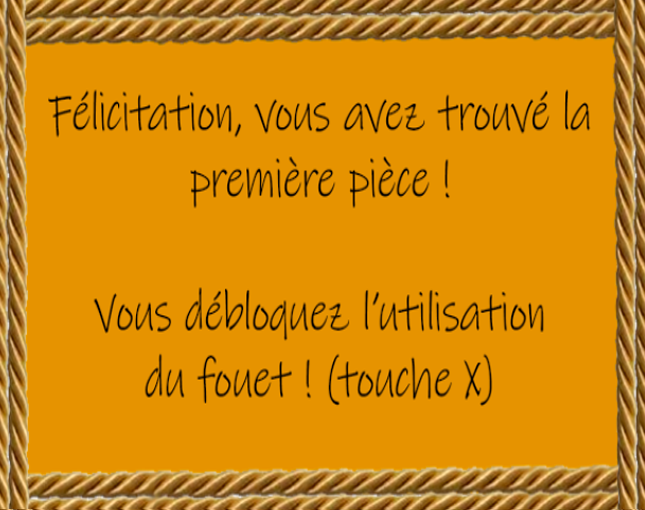 Félicitation, vous avez trouvé la
première pièce !
Vous débloquez l'utilisation
du fouet ! (touche X)